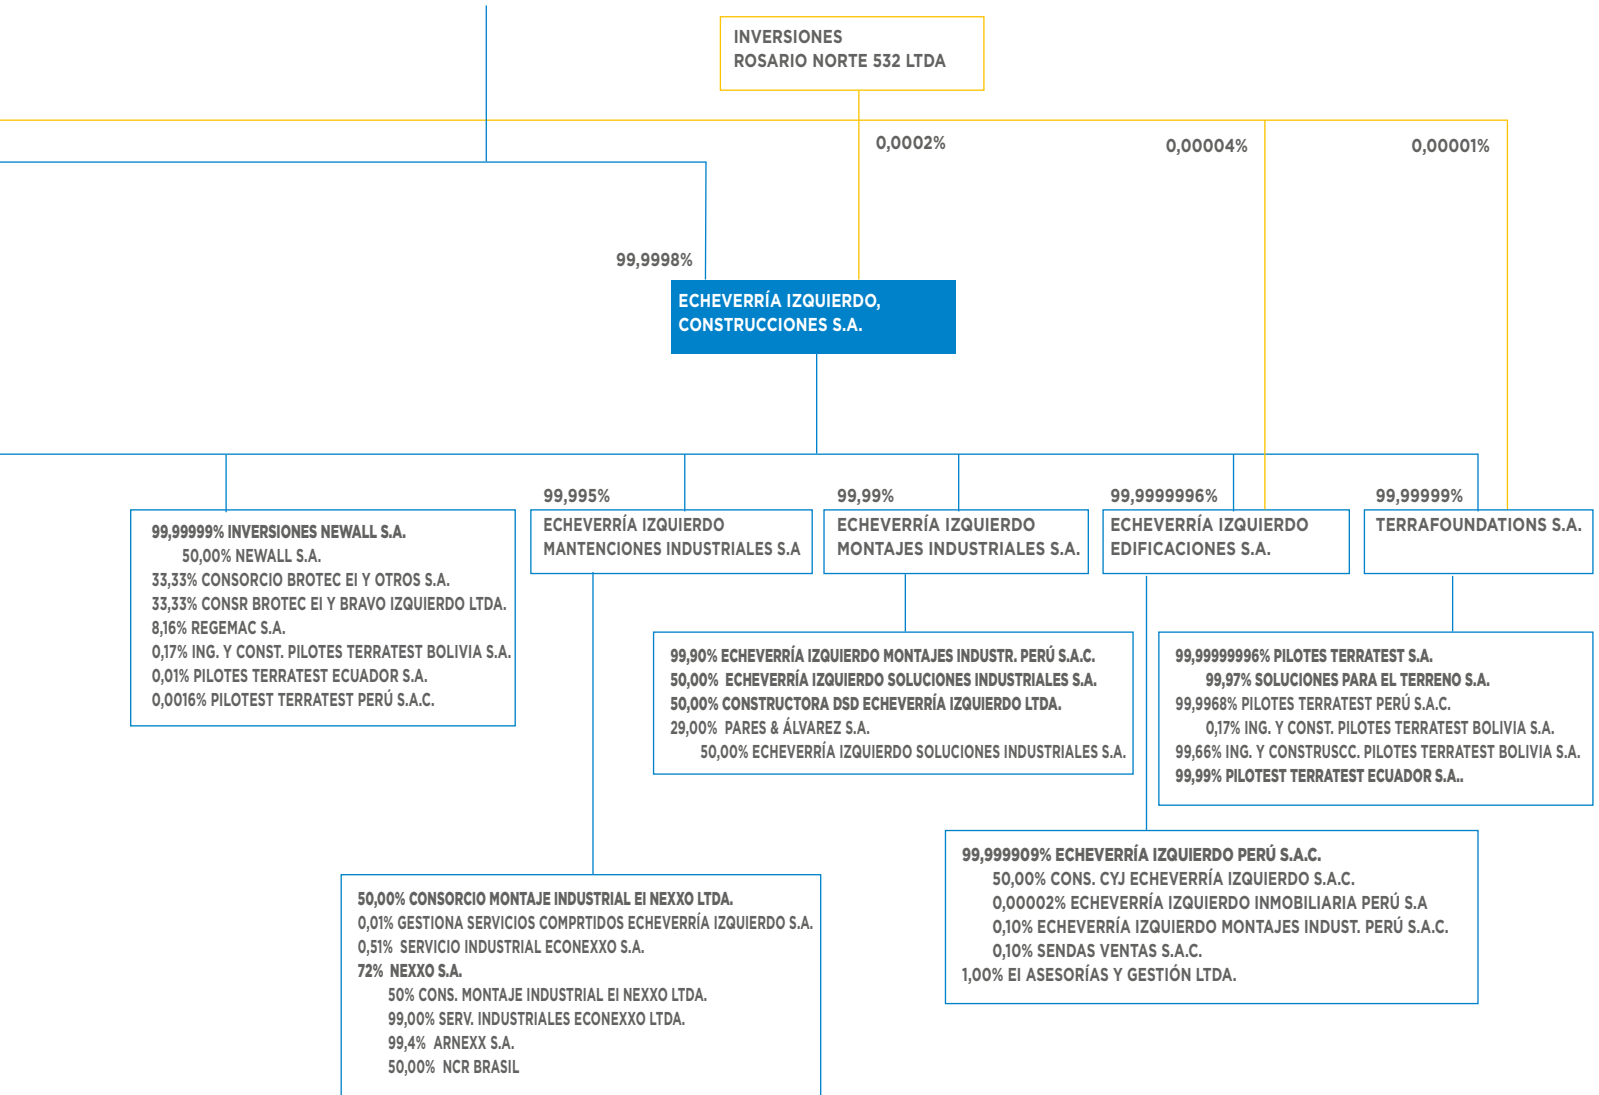 INVERSIONES
ROSARIO NORTE 532 LTDA
0,0002%
0,00004%
0,00001%
99,9998%
ECHEVERRÍA IZQUIERDO,
CONSTRUCCIONES S.A.
99,99999% INVERSIONES NEWALL S.A.
50,00% NEWALL S.A.
33,33% CONSORCIO BROTEC EI Y OTROS S.A.
33,33% CONSR BROTEC EI Y BRAVO IZQUIERDO LTDA.
8,16% REGEMAC S.A.
0,17% ING. Y CONST. PILOTES TERRATEST BOLIVIA S.A.
0,01% PILOTES TERRATEST ECUADOR S.A.
0,0016% PILOTEST TERRATEST PERÚ S.A.C.
99,995%
ECHEVERRÍA IZQUIERDO
MANTENCIONES INDUSTRIALES S.A
99,99%
ECHEVERRÍA IZQUIERDO
MONTAJES INDUSTRIALES S.A.
99,9999996%
ECHEVERRÍA IZQUIERDO
EDIFICACIONES S.A.
99,99999%
TERRAFOUNDATIONS S.A.
99,90% ECHEVERRÍA IZQUIERDO MONTAJES INDUSTR. PERÚ S.A.C.
50,00% ECHEVERRÍA IZQUIERDO SOLUCIONES INDUSTRIALES S.A.
50,00% CONSTRUCTORA DSD ECHEVERRÍA IZQUIERDO LTDA.
29,00% PARES & ÁLVAREZ S.A.
50,00% ECHEVERRÍA IZQUIERDO SOLUCIONES INDUSTRIALES S.A.
99,99999996% PILOTES TERRATEST S.A.
99,97% SOLUCIONES PARA EL TERRENO S.A.
99,9968% PILOTES TERRATEST PERÚ S.A.C.
0,17% ING. Y CONST. PILOTES TERRATEST BOLIVIA S.A.
99,66% ING. Y CONSTRUSCC. PILOTES TERRATEST BOLIVIA S.A.
99,99% PILOTEST TERRATEST ECUADOR S.A..
99,999909% ECHEVERRÍA IZQUIERDO PERÚ S.A.C.
50,00% CONS. CYJ ECHEVERRÍA IZQUIERDO S.A.C.
0,00002% ECHEVERRÍA IZQUIERDO INMOBILIARIA PERÚ S.A
0,10% ECHEVERRÍA IZQUIERDO MONTAJES INDUST. PERÚ S.A.C.
0,10% SENDAS VENTAS S.A.C.
1,00% EI ASESORÍAS Y GESTIÓN LTDA.
50,00% CONSORCIO MONTAJE INDUSTRIAL EI NEXXO LTDA.
0,01% GESTIONA SERVICIOS COMPRTIDOS ECHEVERRÍA IZQUIERDO S.A.
0,51% SERVICIO INDUSTRIAL ECONEXXO S.A.
72% NEXXO S.A.
50% CONS. MONTAJE INDUSTRIAL EI NEXXO LTDA.
99,00% SERV. INDUSTRIALES ECONEXXO LTDA.
99,4% ARNEXX S.A.
50,00% NCR BRASIL